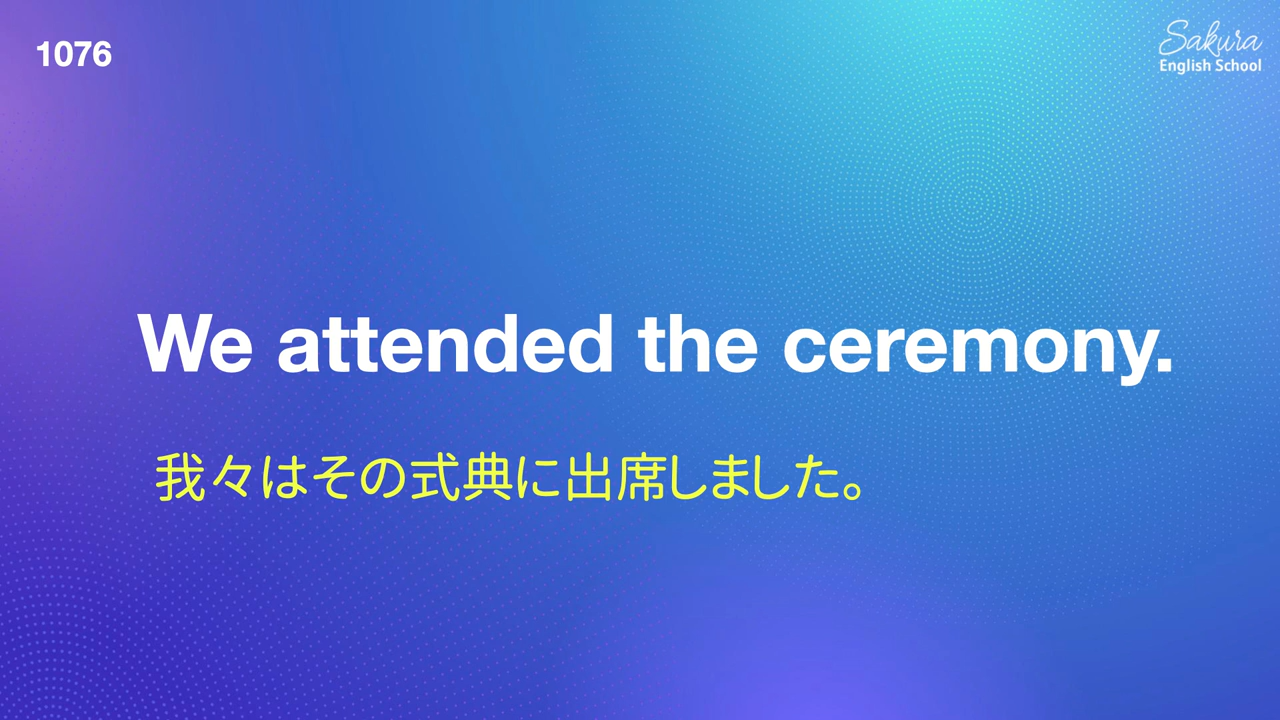 1076
Sakura
English School
We attended the ceremony.
我々はその式典に出席しました。